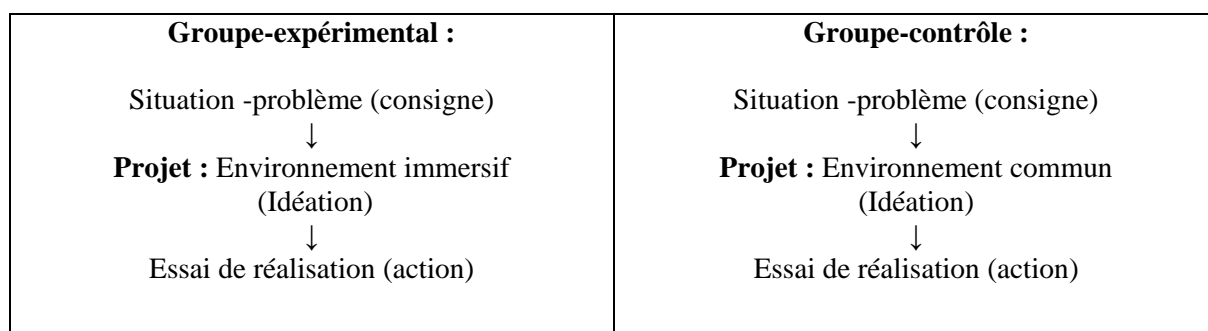 Groupe-expérimental :
Situation -problème (consigne)
↓
Projet : Environnement immersif
(Idéation)
↓
Essai de réalisation (action)
Groupe-contrôle :
Situation -problème (consigne)
↓
Projet : Environnement commun
(Idéation)
↓
Essai de réalisation (action)